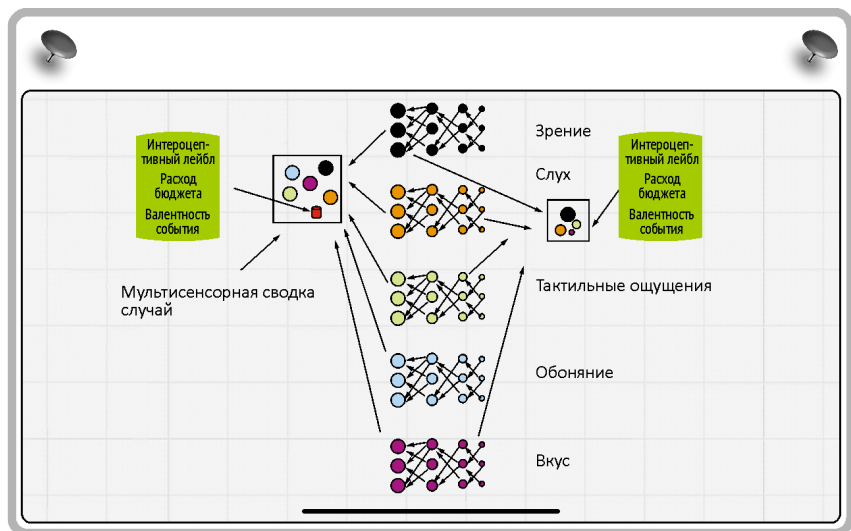 Интероцеп-
тивный лейбл
Расход
бюджета
Валентность
события
Мультисенсорная сводка
случай
Зрение
Слух
Тактильные ощущения
Обоняние
Вкус
Интероцеп-
тивный лейбл
Расход
бюджета
Валентность
события